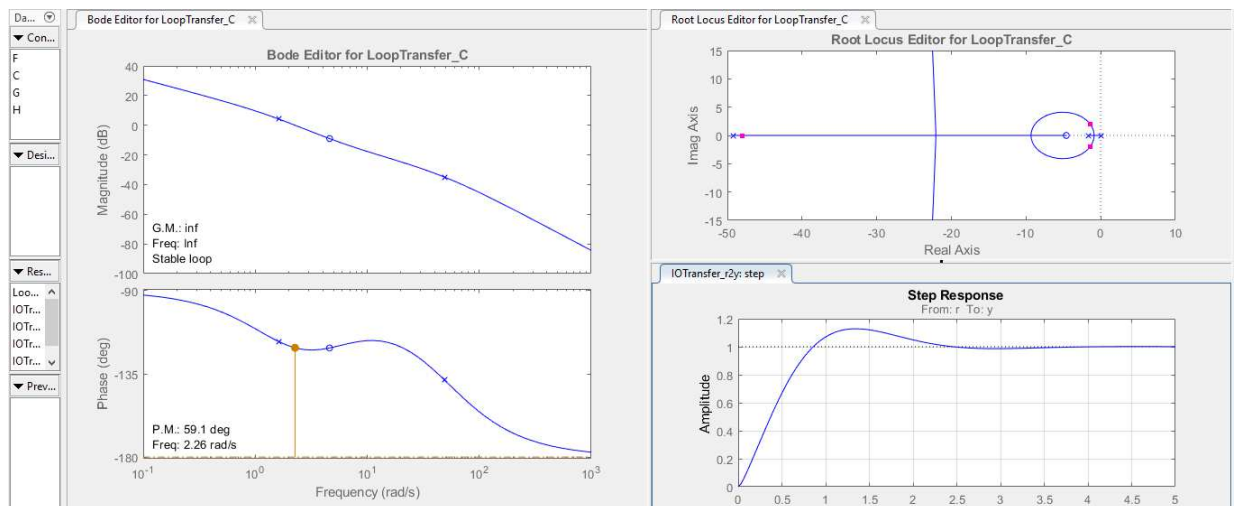 Da...
Con...
F
C
G
H
Desi...
Res...
Loo...
IOTr...
IOTr...
IOTr...
IOTr...
Prev...
Bode Editor for LoopTransfer_C
Bode Editor for LoopTransfer_C
Magnitude (dB)
40
20
0
-20
-40
-60
-80
-100
G.M.: inf
Freq: Inf
Stable loop
Phase (deg)
-90
-135
-180
P.M.: 59.1 deg
Freq: 2.26 rad/s
10^-1
10^0
10^1
10^2
10^3
Frequency (rad/s)
Root Locus Editor for LoopTransfer_C
Root Locus Editor for LoopTransfer_C
Imag Axis
15
10
5
0
-5
-10
-15
-50 -40 -30 -20 -10 0 10
Real Axis
IOTransfer_r2y: step
Step Response
From: r To: y
Amplitude
1.2
1
0.8
0.6
0.4
0.2
0
0 0.5 1 1.5 2 2.5 3 3.5 4 4.5 5